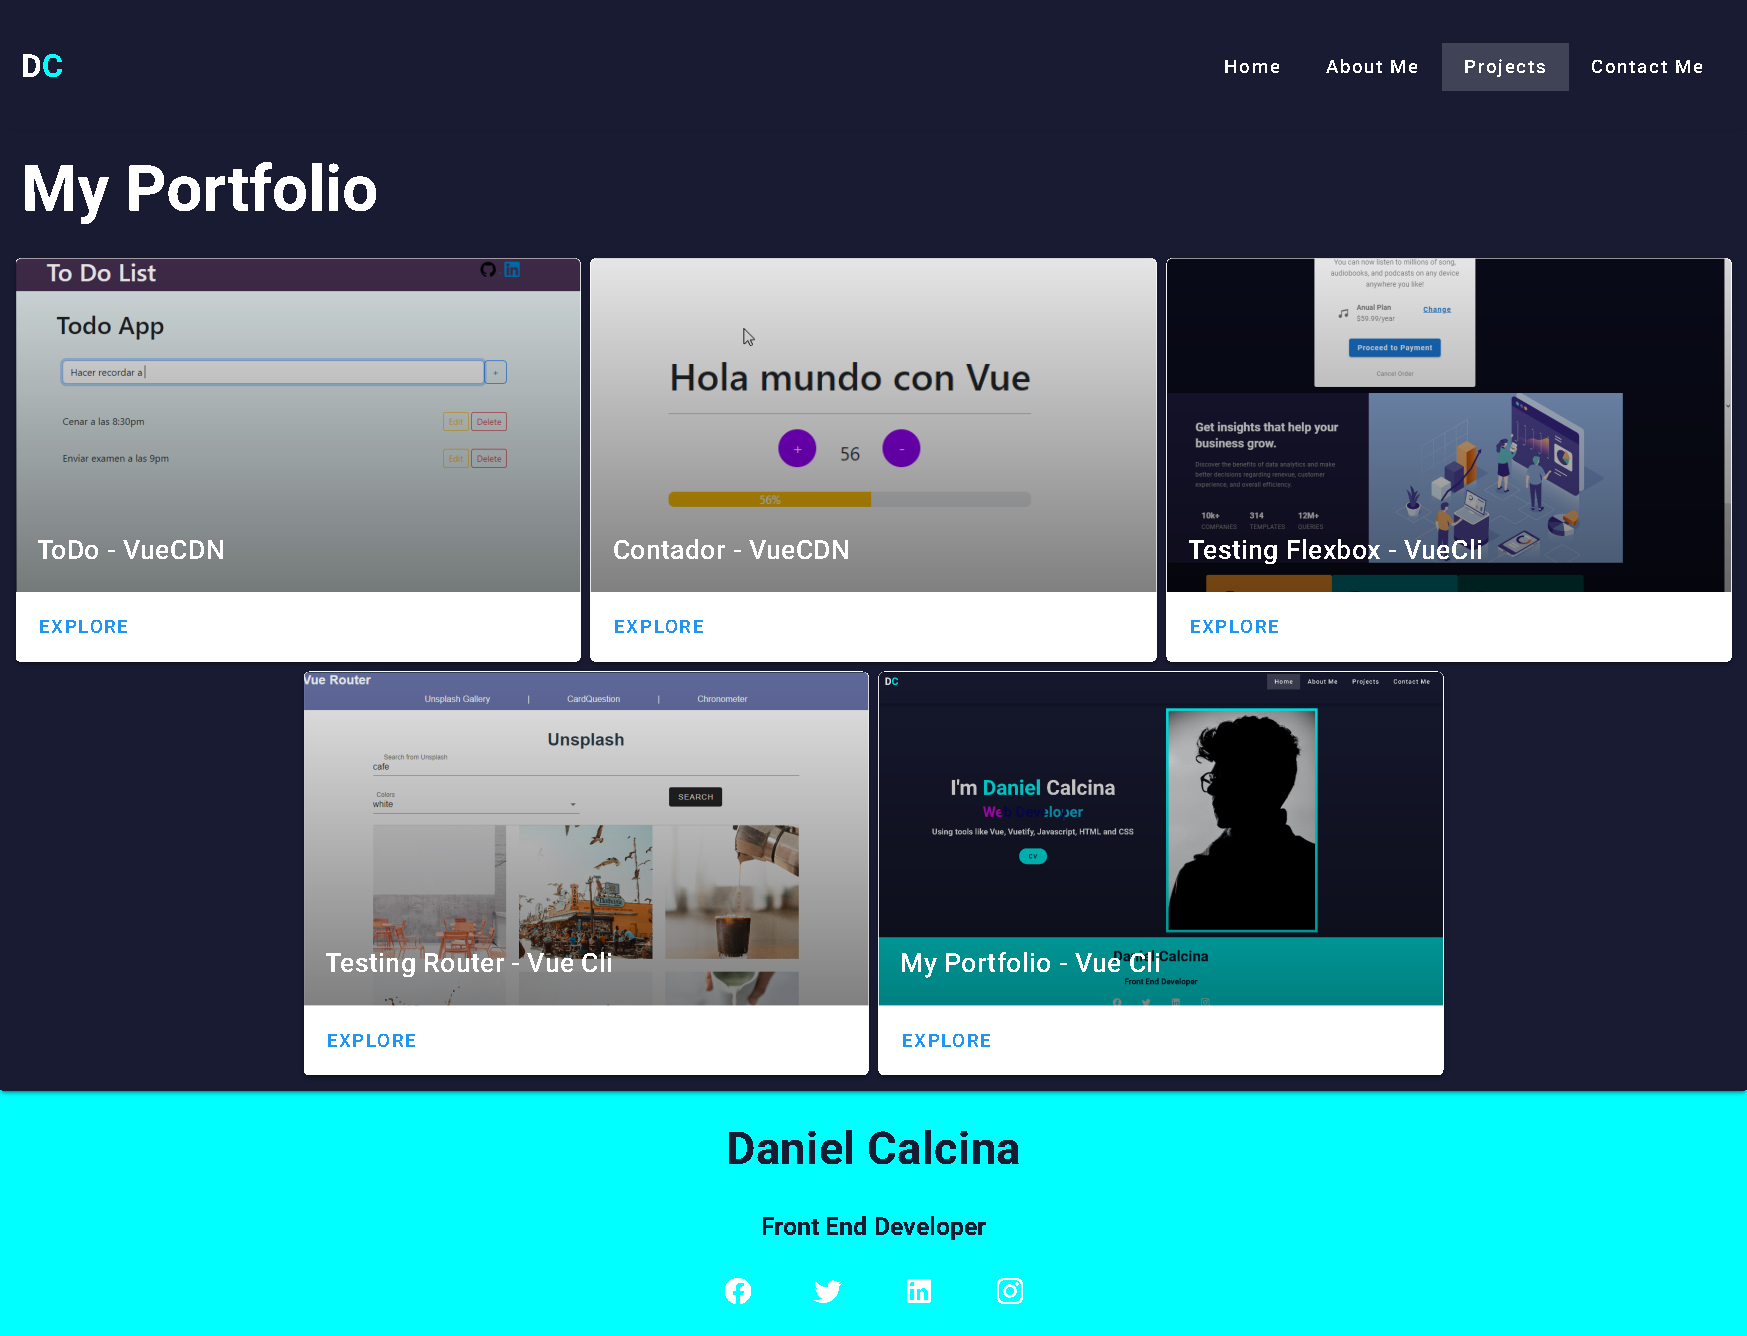 DC
Home About Me Projects Contact Me
My Portfolio
To Do List
Todo App
Hacer recordar a
+
Cenar a las 8:30pm Edit Delete
Enviar examen a las 9pm Edit Delete
ToDo - VueCDN
EXPLORE
Hola mundo con Vue
+ 56 -
56%
Contador - VueCDN
EXPLORE
You can now listen to millions of song,
audiobooks, and podcasts on any device
anywhere you like!
Anual Plan
$59.99/year
Change
Proceed to Payment
Cancel Order
Get insights that help your
business grow.
Discover the benefits of data analytics and make
better decisions regarding revenue, customer
experience, and overall efficiency.
10k+ 314 12M+
COMPANIES TEMPLATES QUERIES
Testing Flexbox - VueCli
EXPLORE
Vue Router
Unsplash Gallery | CardQuestion | Chronometer
Unsplash
Search from Unsplash
cafe
Colors
white
SEARCH
Testing Router - Vue Cli
EXPLORE
DC
Home About Me Projects Contact Me
I'm Daniel Calcina
Web Developer
Using tools like Vue, Vuetify, Javascript, HTML and CSS
CV
Daniel Calcina
My Portfolio - Vue Cli
Front End Developer
EXPLORE
Daniel Calcina
Front End Developer